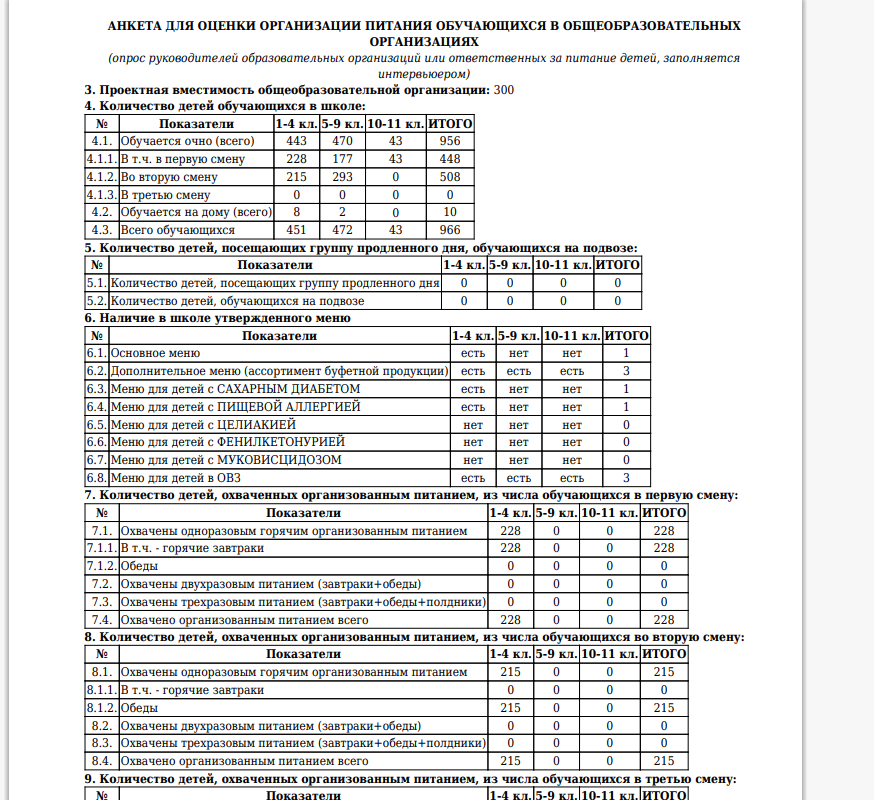 АНКЕТА ДЛЯ ОЦЕНКИ ОРГАНИЗАЦИИ ПИТАНИЯ ОБУЧАЮЩИХСЯ В ОБЩЕОБРАЗОВАТЕЛЬНЫХ
ОРГАНИЗАЦИЯХ
(опрос руководителей образовательных организаций или ответственных за питание детей, заполняется
интервьюером)
3. Проектная вместимость общеобразовательной организации: 300
4. Количество детей обучающихся в школе:
№ Показатели 1-4 кл. 5-9 кл. 10-11 кл. ИТОГО
4.1. Обучается очно (всего) 443 470 43 956
4.1.1. В т.ч. в первую смену 228 177 43 448
4.1.2. Во вторую смену 215 293 0 508
4.1.3. В третью смену 0 0 0 0
4.2. Обучается на дому (всего) 8 2 0 10
4.3. Всего обучающихся 451 472 43 966
5. Количество детей, посещающих группу продленного дня, обучающихся на подвозе:
№ Показатели 1-4 кл. 5-9 кл. 10-11 кл. ИТОГО
5.1. Количество детей, посещающих группу продленного дня 0 0 0 0
5.2. Количество детей, обучающихся на подвозе 0 0 0 0
6. Наличие в школе утвержденного меню
№ Показатели 1-4 кл. 5-9 кл. 10-11 кл. ИТОГО
6.1. Основное меню есть нет нет 1
6.2. Дополнительное меню (ассортимент буфетной продукции) есть есть есть 3
6.3. Меню для детей с САХАРНЫМ ДИАБЕТОМ есть нет нет 1
6.4. Меню для детей с ПИЩЕВОЙ АЛЛЕРГИЕЙ есть нет нет 1
6.5. Меню для детей с ЦЕЛИАКИЕЙ нет нет нет 0
6.6. Меню для детей с ФЕНИЛКЕТОНУРИЕЙ нет нет нет 0
6.7. Меню для детей с МУКОВИСЦИДОЗОМ нет нет нет 0
6.8. Меню для детей в ОВЗ есть есть есть 3
7. Количество детей, охваченных организованным питанием, из числа обучающихся в первую смену:
№ Показатели 1-4 кл. 5-9 кл. 10-11 кл. ИТОГО
7.1. Охвачены одноразовым горячим организованным питанием 228 0 0 228
7.1.1. В т.ч. - горячие завтраки 228 0 0 228
7.1.2. Обеды 0 0 0 0
7.2. Охвачены двухразовым питанием (завтраки+обеды) 0 0 0 0
7.3. Охвачены трехразовым питанием (завтраки+обеды+полдники) 0 0 0 0
7.4. Охвачено организованным питанием всего 228 0 0 228
8. Количество детей, охваченных организованным питанием, из числа обучающихся во вторую смену:
№ Показатели 1-4 кл. 5-9 кл. 10-11 кл. ИТОГО
8.1. Охвачены одноразовым горячим организованным питанием 215 0 0 215
8.1.1. В т.ч. - горячие завтраки 0 0 0 0
8.1.2. Обеды 215 0 0 215
8.2. Охвачены двухразовым питанием (завтраки+обеды) 0 0 0 0
8.3. Охвачены трехразовым питанием (завтраки+обеды+полдники) 0 0 0 0
8.4. Охвачено организованным питанием всего 215 0 0 215
9. Количество детей, охваченных организованным питанием, из числа обучающихся в третью смену:
№ Показатели 1-4 кл. 5-9 кл. 10-11 кл. ИТОГО